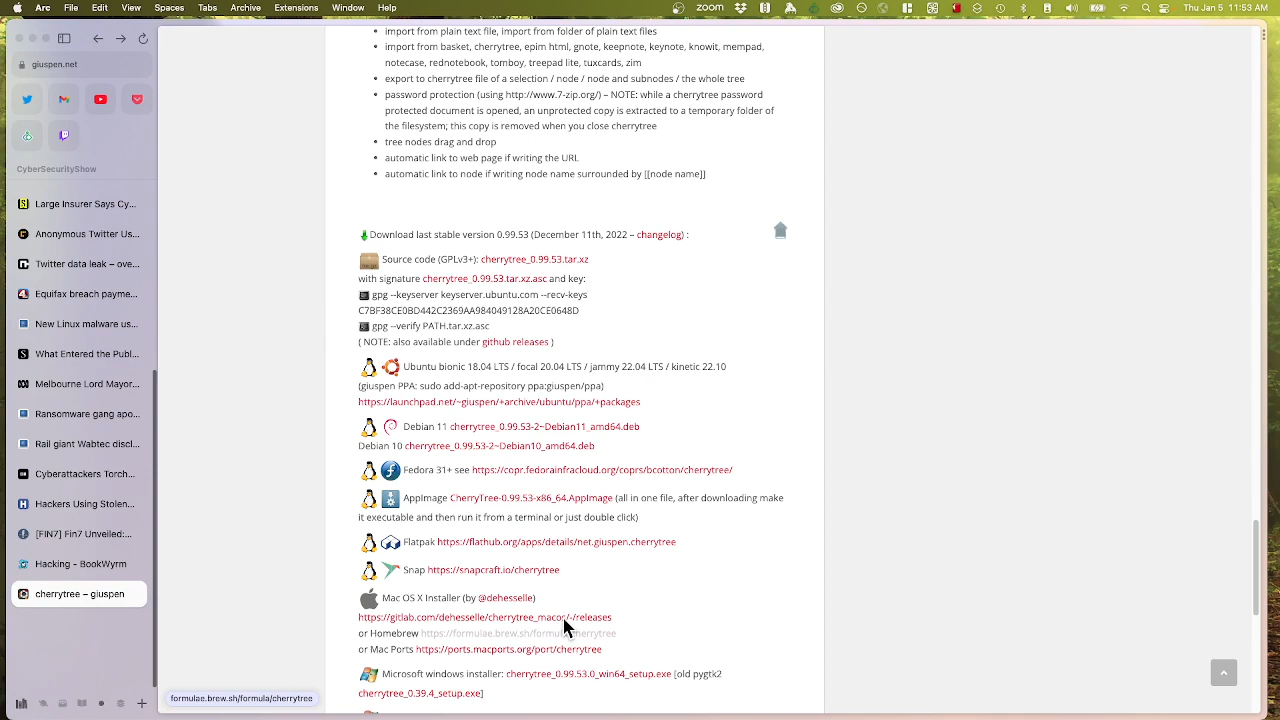 Arc File Edit View Spaces Tabs Archive Extensions Window Help
200% Thu Jan 5 11:53 AM
import from plain text file, import from folder of plain text files
giuspen.net
import from basket, cherrytree, epim html, gnote, keepnote, keynote, knowit, mempad,
notecase, rednotebook, tomboy, treepad lite, tuxcards, zim
export to cherrytree file of a selection / node / node and subnodes / the whole tree
password protection (using http://www.7-zip.org/) – NOTE: while a cherrytree password
protected document is opened, an unprotected copy is extracted to a temporary folder of
the filesystem; this copy is removed when you close cherrytree
tree nodes drag and drop
automatic link to web page if writing the URL
automatic link to node if writing node name surrounded by [[node name]]
CyberSecurityShow
Large Insurer Says Cy...
Anonymous Twitter Us...
Twitter data leak - ove...
Equifax breach payme...
New Linux malware us...
What Entered the Publ...
Melbourne Lord Mayor...
Ransomware gang apo...
Rail giant Wabtec discl...
Cyberattackers Torch...
Hackers abuse Windo...
[FIN7] Fin7 Unveiled:...
Hacking - BookWyrm
cherrytree – giuspen
Download last stable version 0.99.53 (December 11th, 2022 – changelog) :
Source code (GPLv3+): cherrytree_0.99.53.tar.xz
with signature cherrytree_0.99.53.tar.xz.asc and key:
gpg --keyserver keyserver.ubuntu.com --recv-keys
C7BF38CE0BD442C2369AA984049128A20CE0648D
gpg --verify PATH.tar.xz.asc
( NOTE: also available under github releases )
Ubuntu bionic 18.04 LTS / focal 20.04 LTS / jammy 22.04 LTS / kinetic 22.10
(giuspen PPA: sudo add-apt-repository ppa:giuspen/ppa)
https://launchpad.net/~giuspen/+archive/ubuntu/ppa/+packages
Debian 11 cherrytree_0.99.53-2~Debian11_amd64.deb
Debian 10 cherrytree_0.99.53-2~Debian10_amd64.deb
Fedora 31+ see https://copr.fedorainfracloud.org/coprs/bcotton/cherrytree/
AppImage CherryTree-0.99.53-x86_64.AppImage (all in one file, after downloading make
it executable and then run it from a terminal or just double click)
Flatpak https://flathub.org/apps/details/net.giuspen.cherrytree
Snap https://snapcraft.io/cherrytree
Mac OS X Installer (by @dehesselle)
https://gitlab.com/dehesselle/cherrytree_macos/-/releases
or Homebrew https://formulae.brew.sh/formula/cherrytree
or Mac Ports https://ports.macports.org/port/cherrytree
Microsoft windows installer: cherrytree_0.99.53.0_win64_setup.exe [old pygtk2
cherrytree_0.39.4_setup.exe]
formulae.brew.sh/formula/cherrytree